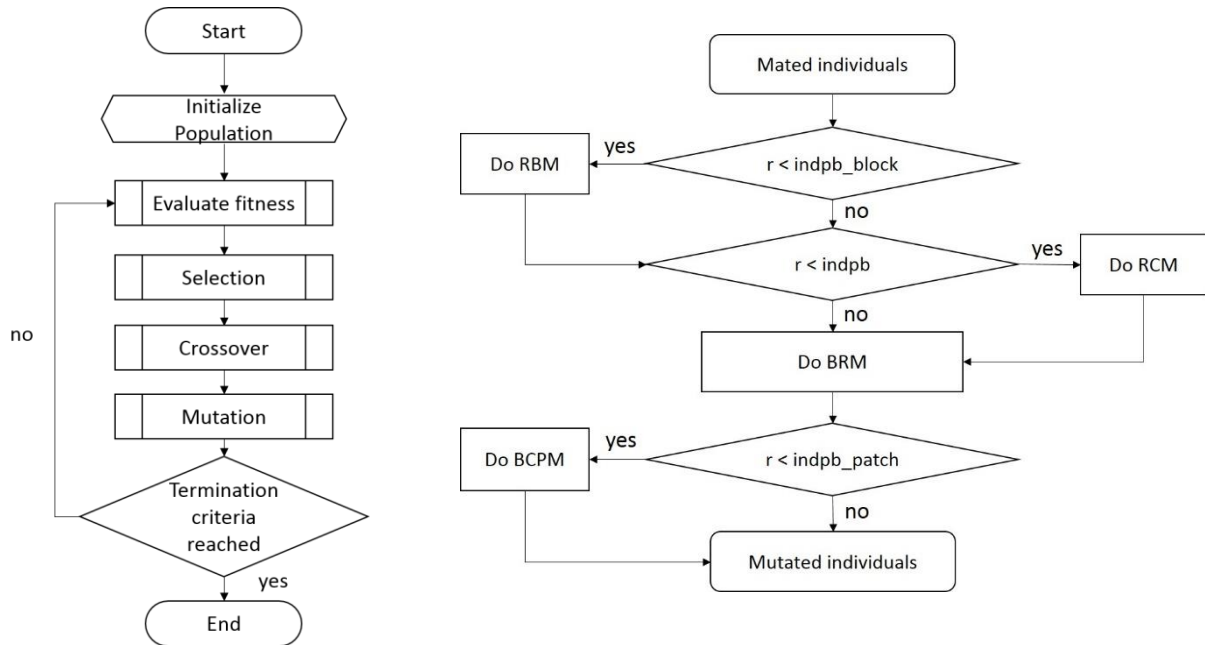 Start
Initialize
Population
Evaluate fitness
Selection
no
Crossover
Mutation
Termination
criteria
reached
yes
End
Mated individuals
yes
Do RBM
r < indpb_block
no
yes
r < indpb
Do RCM
no
Do BRM
yes
Do BCPM
r < indpb_patch
no
Mutated individuals